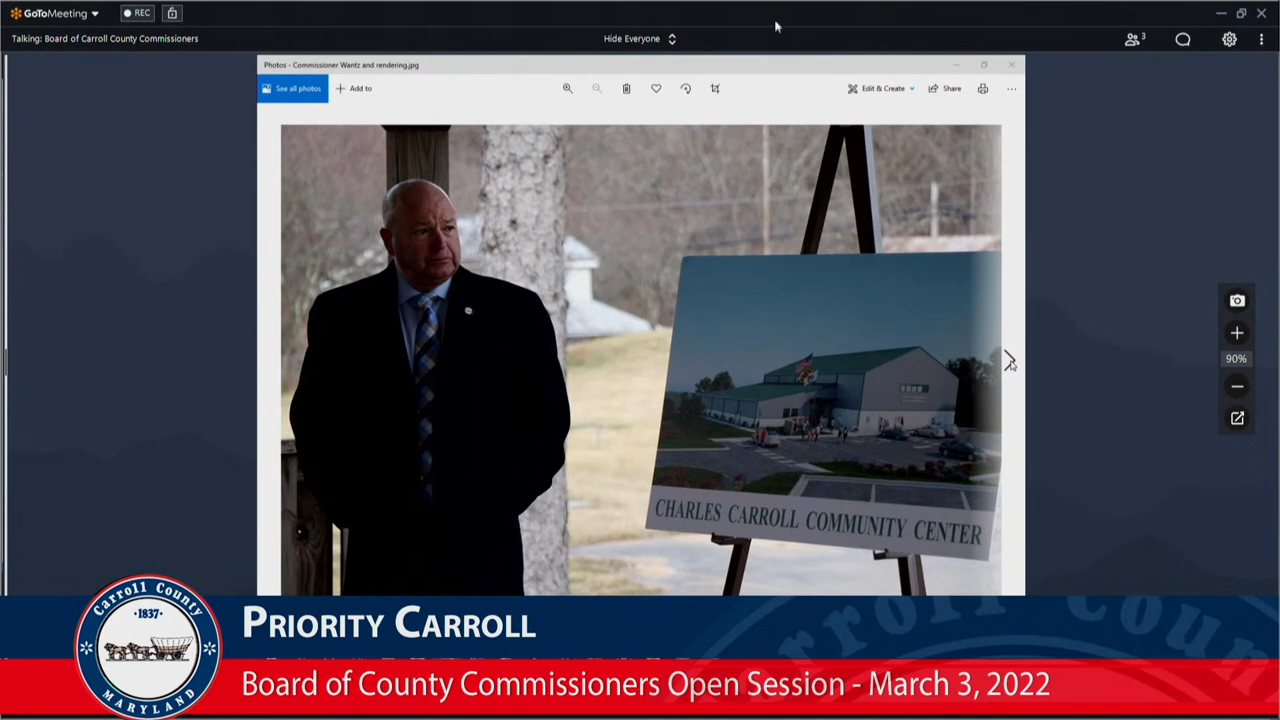 GoToMeeting
REC
Talking: Board of Carroll County Commissioners
Hide Everyone
3
Photos - Commissioner Wantz and rendering.jpg
See all photos
Add to
Edit & Create
Share
90%
CHARLES CARROLL COMMUNITY CENTER
Carroll County
·1837·
MARYLAND
PRIORITY CARROLL
Board of County Commissioners Open Session - March 3, 2022